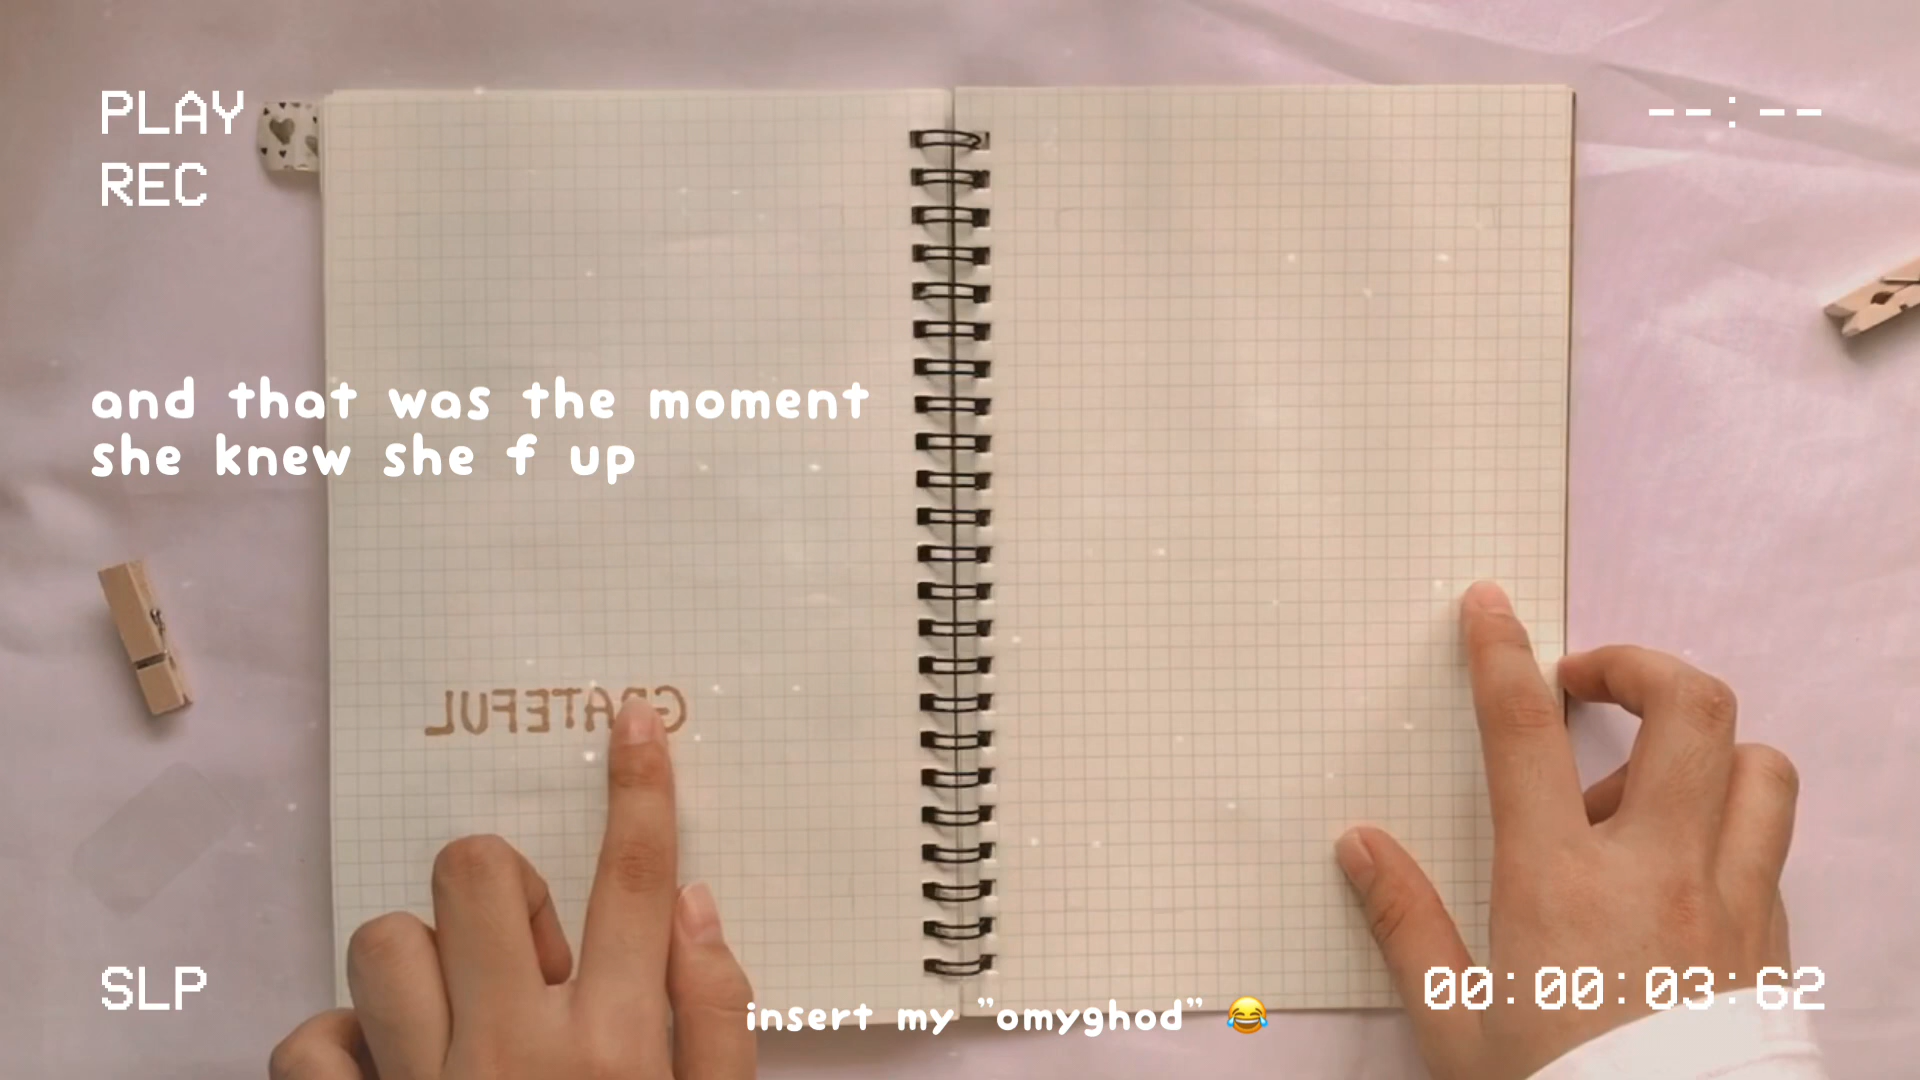 PLAY
REC
--:--
and that was the moment
she knew she f up
GRATEFUL
SLP
insert my "omyghod" 😂
00:00:03:62